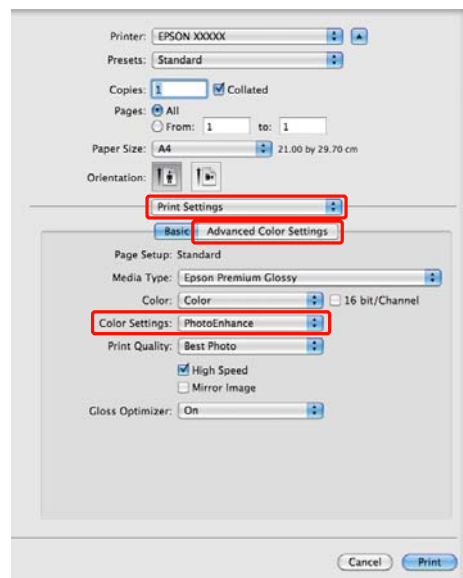 Printer: EPSON XXXXX
Presets: Standard
Copies: 1 Collated
Pages: All
From: 1 to: 1
Paper Size: A4 21.00 by 29.70 cm
Orientation:
Print Settings
Basic Advanced Color Settings
Page Setup: Standard
Media Type: Epson Premium Glossy
Color: Color 16 bit/Channel
Color Settings: PhotoEnhance
Print Quality: Best Photo
High Speed
Mirror Image
Gloss Optimizer: On
Cancel Print